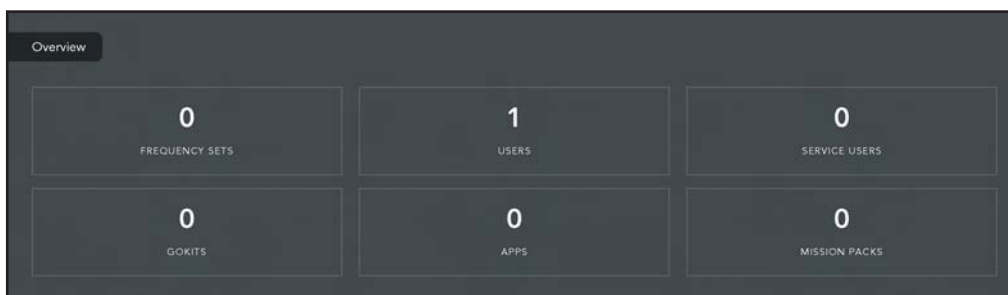 Overview
0
FREQUENCY SETS
1
USERS
0
SERVICE USERS
0
GOKITS
0
APPS
0
MISSION PACKS